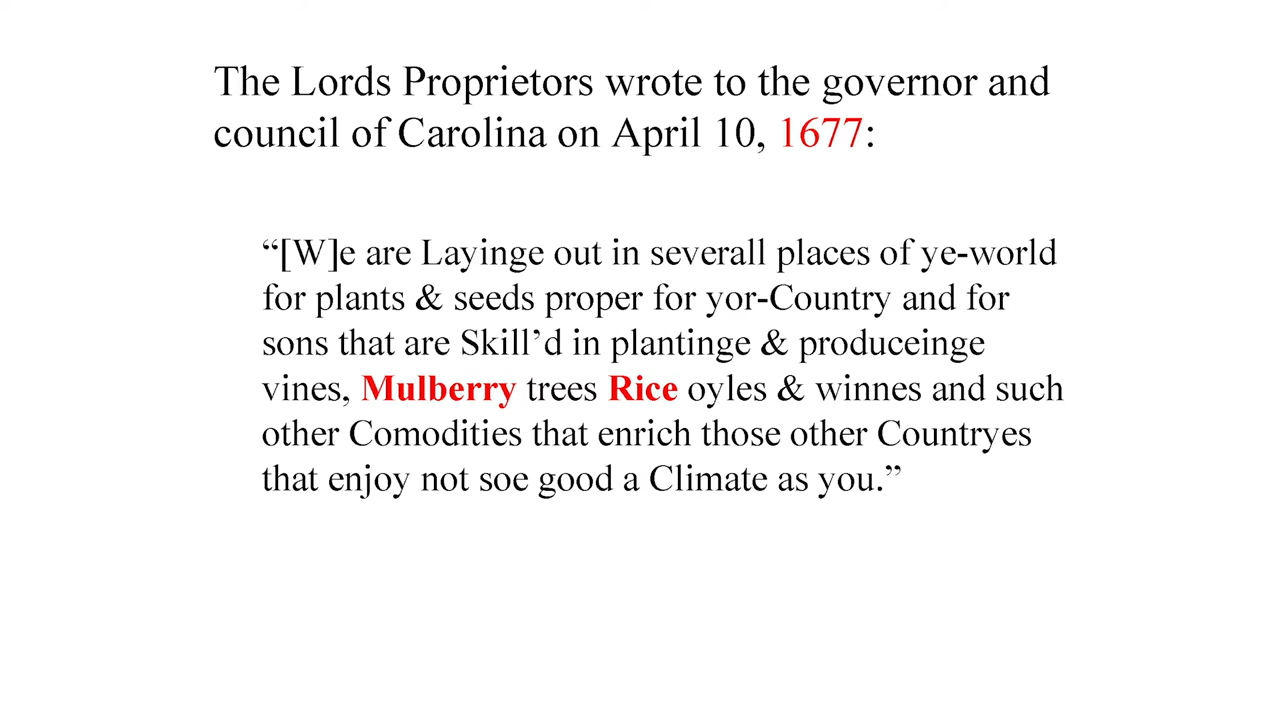 The Lords Proprietors wrote to the governor and
council of Carolina on April 10, 1677:
“[W]e are Layinge out in severall places of ye-world
for plants & seeds proper for yor-Country and for
sons that are Skill’d in plantinge & produceinge
vines, Mulberry trees Rice oyles & winnes and such
other Comodities that enrich those other Countryes
that enjoy not soe good a Climate as you.”